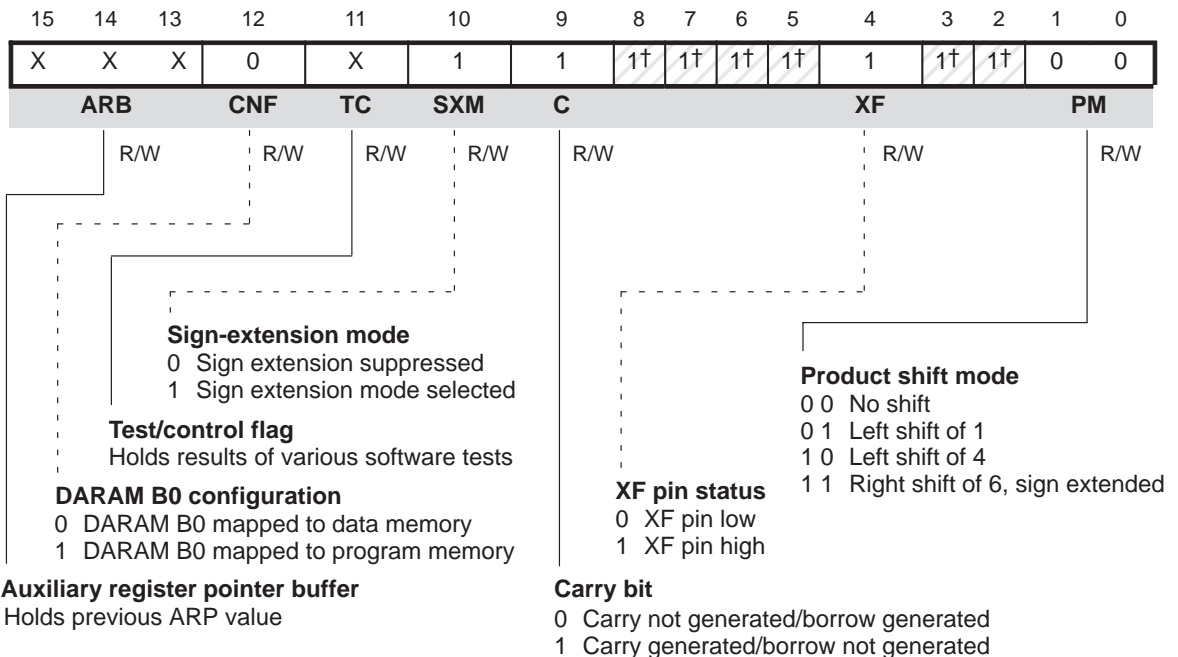 15 14 13 12 11 10 9 8 7 6 5 4 3 2 1 0
X X X 0 X 1 1 1† 1† 1† 1† 1 1† 1† 0 0
ARB CNF TC SXM C XF PM
R/W R/W R/W R/W R/W R/W R/W
Sign-extension mode
0 Sign extension suppressed
1 Sign extension mode selected
Product shift mode
0 0 No shift
0 1 Left shift of 1
1 0 Left shift of 4
1 1 Right shift of 6, sign extended
Test/control flag
Holds results of various software tests
DARAM B0 configuration
0 DARAM B0 mapped to data memory
1 DARAM B0 mapped to program memory
XF pin status
0 XF pin low
1 XF pin high
Auxiliary register pointer buffer
Holds previous ARP value
Carry bit
0 Carry not generated/borrow generated
1 Carry generated/borrow not generated